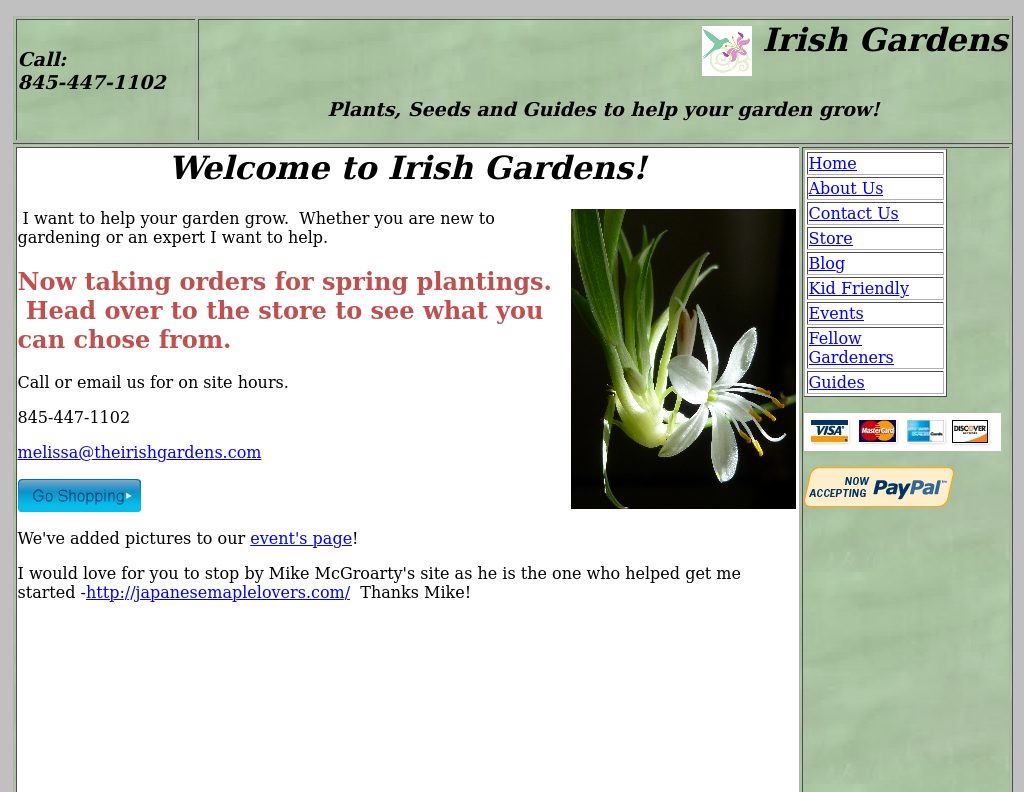 Call:
845-447-1102
Irish Gardens
Plants, Seeds and Guides to help your garden grow!
Welcome to Irish Gardens!
I want to help your garden grow.  Whether you are new to
gardening or an expert I want to help.
Now taking orders for spring plantings.
Head over to the store to see what you
can chose from.
Call or email us for on site hours.
845-447-1102
melissa@theirishgardens.com
Go Shopping
We've added pictures to our event's page!
I would love for you to stop by Mike McGroarty's site as he is the one who helped get me
started -http://japanesemaplelovers.com/  Thanks Mike!
Home
About Us
Contact Us
Store
Blog
Kid Friendly
Events
Fellow
Gardeners
Guides
VISA MasterCard Cards DISCOVER
NOW
ACCEPTING PayPal